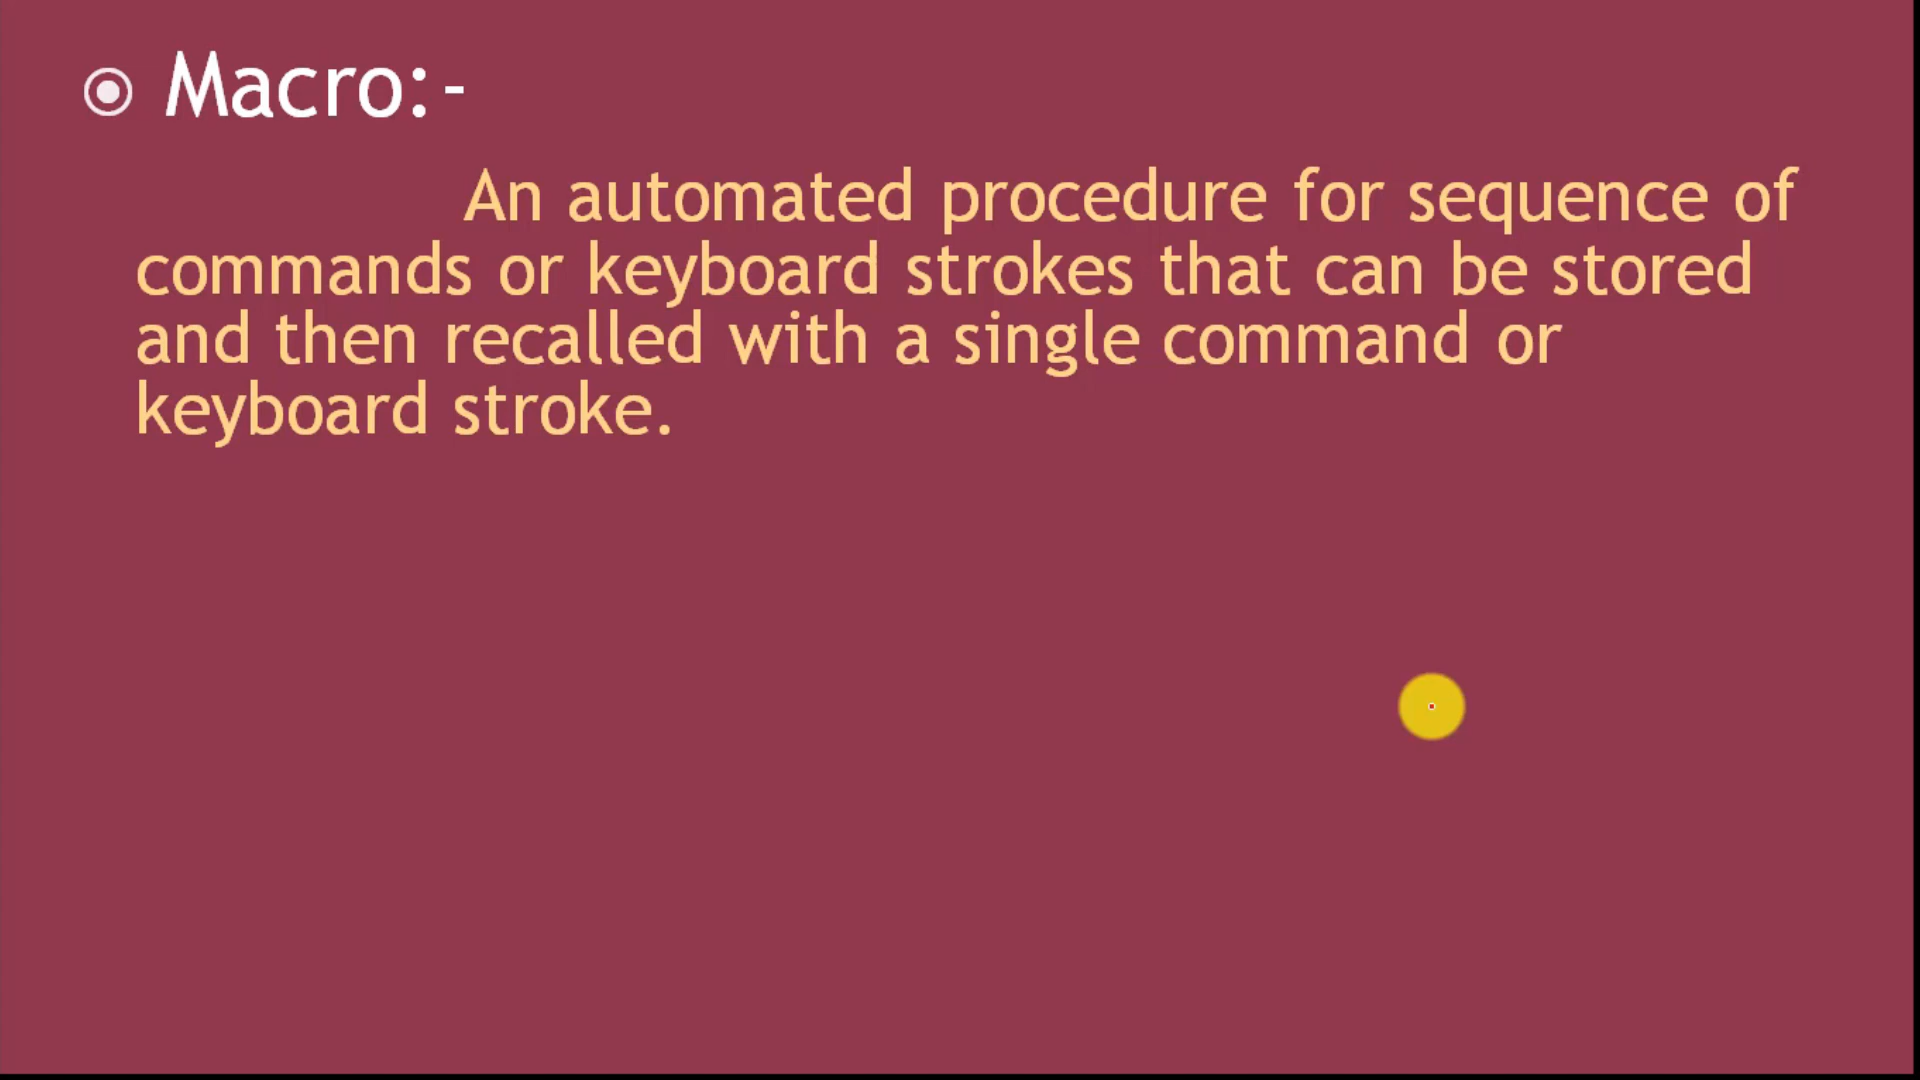 Macro:-
An automated procedure for sequence of
commands or keyboard strokes that can be stored
and then recalled with a single command or
keyboard stroke.